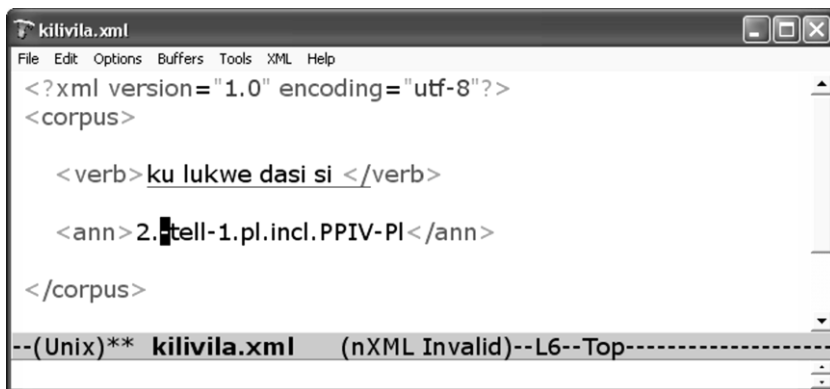 kilivila.xml
File Edit Options Buffers Tools XML Help
<?xml version="1.0" encoding="utf-8"?>
<corpus>
<verb>ku lukwe dasi si </verb>
<ann>2.-tell-1.pl.incl.PPIV-Pl</ann>
</corpus>
--(Unix)** kilivila.xml (nXML Invalid)--L6--Top--------------------